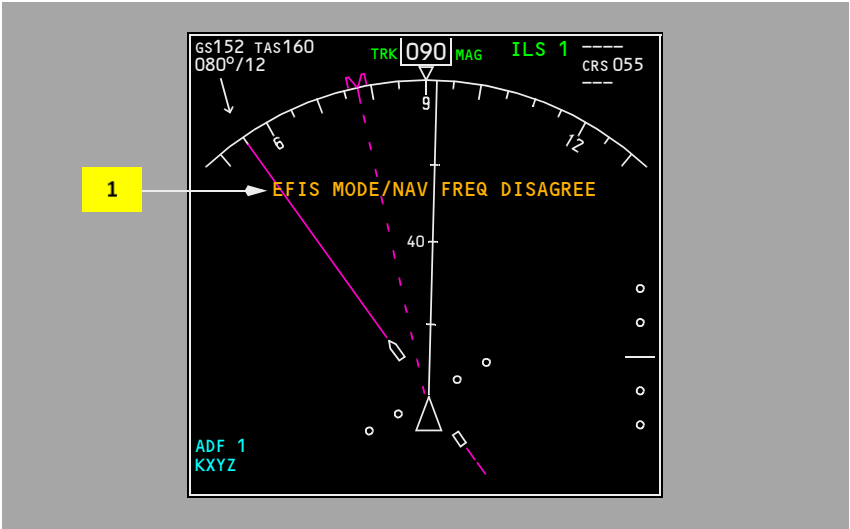 GS152 TAS160
080º/12
TRK 090 MAG
ILS 1
----
CRS 055
---
6
9
12
1
EFIS MODE/NAV FREQ DISAGREE
40
ADF 1
KXYZ